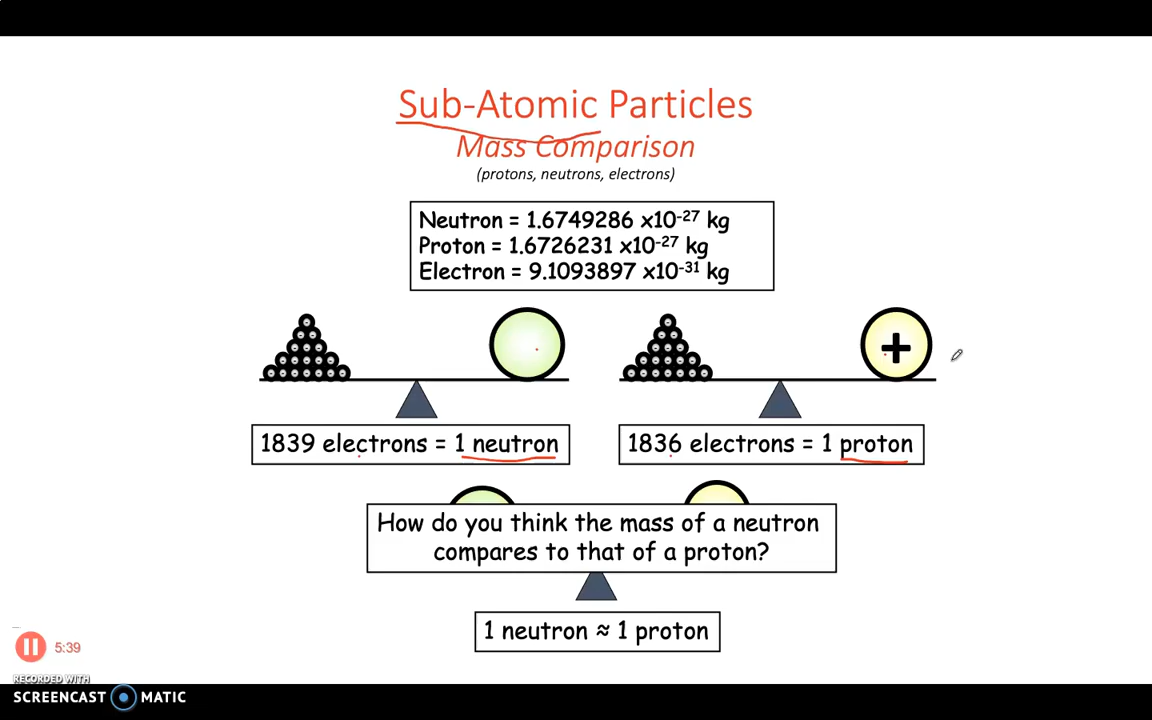 Sub-Atomic Particles
Mass Comparison
(protons, neutrons, electrons)
Neutron = 1.6749286 x10⁻²⁷ kg
Proton = 1.6726231 x10⁻²⁷ kg
Electron = 9.1093897 x10⁻³¹ kg
+
1839 electrons = 1 neutron
1836 electrons = 1 proton
How do you think the mass of a neutron
compares to that of a proton?
1 neutron ≈ 1 proton
5:39
RECORDED WITH
SCREENCAST MATIC